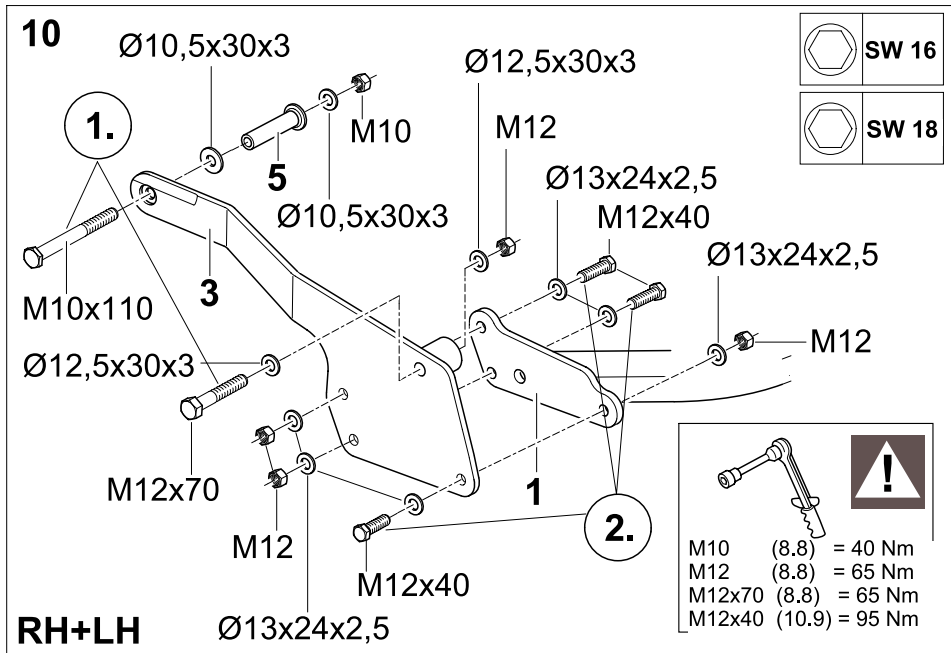 10
Ø10,5x30x3
SW 16
Ø12,5x30x3
SW 18
1.
M10
M12
5
Ø13x24x2,5
Ø10,5x30x3
M12x40
3
Ø13x24x2,5
M10x110
M12
Ø12,5x30x3
1
M12x70
2.
M12
M12x40
!
M10 (8.8) = 40 Nm
M12 (8.8) = 65 Nm
M12x70 (8.8) = 65 Nm
M12x40 (10.9) = 95 Nm
RH+LH
Ø13x24x2,5